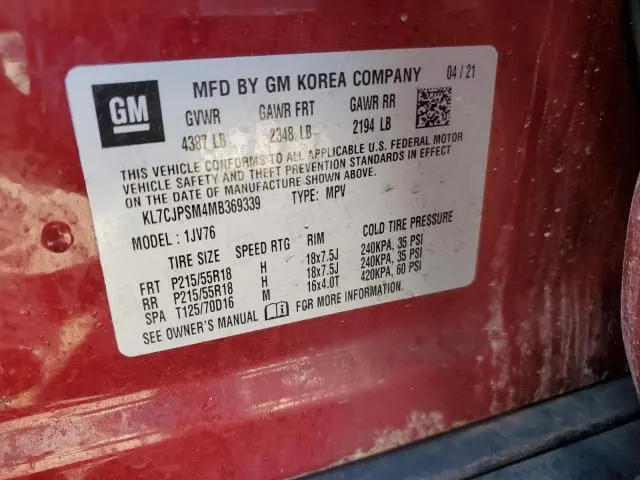 GM
MFD BY GM KOREA COMPANY 04/21
GVWR GAWR FRT GAWR RR
4387 LB 2348 LB 2194 LB
THIS VEHICLE CONFORMS TO ALL APPLICABLE U.S. FEDERAL MOTOR
VEHICLE SAFETY AND THEFT PREVENTION STANDARDS IN EFFECT
ON THE DATE OF MANUFACTURE SHOWN ABOVE.
KL7CJPSM4MB369339 TYPE: MPV
MODEL: 1JV76
TIRE SIZE SPEED RTG RIM COLD TIRE PRESSURE
FRT P215/55R18 H 18x7.5J 240KPA, 35 PSI
RR P215/55R18 H 18x7.5J 240KPA, 35 PSI
SPA T125/70D16 M 16x4.0T 420KPA, 60 PSI
SEE OWNER'S MANUAL FOR MORE INFORMATION.